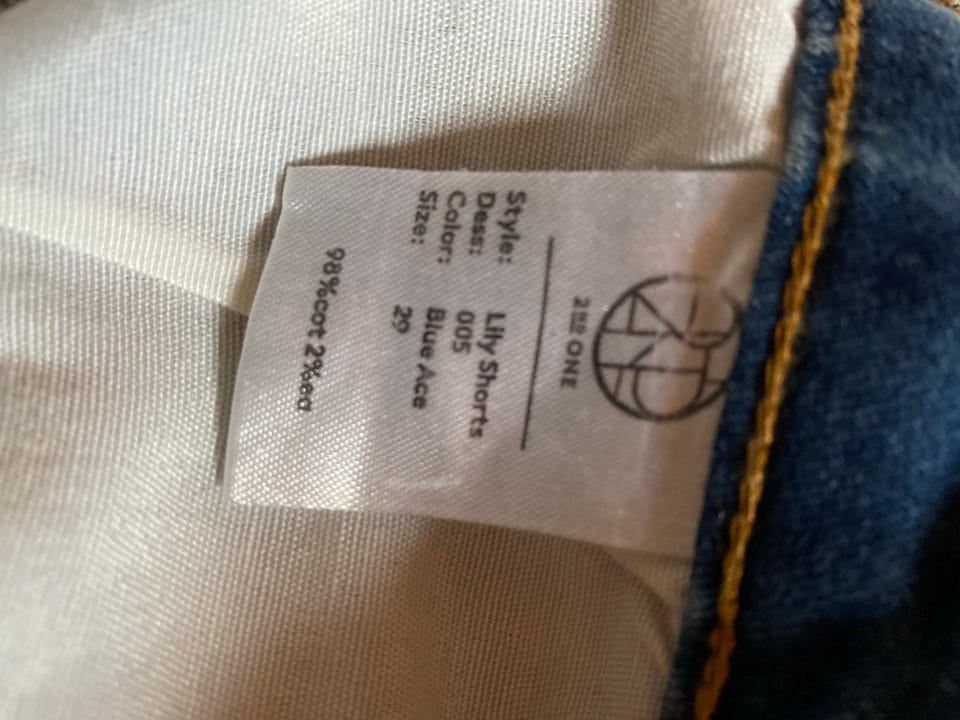 2ND ONE
Style: Lily Shorts
Dess: 005
Color: Blue Ace
Size: 29
98%cot 2%ea